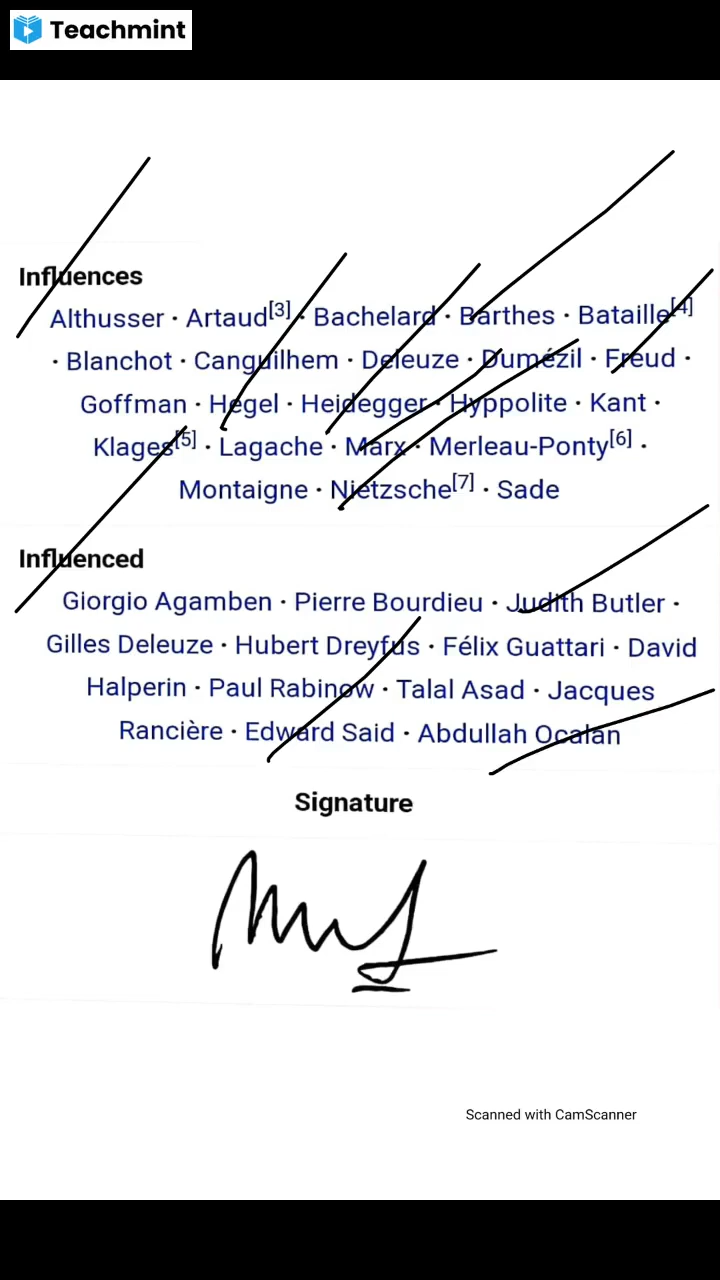 Teachmint
Influences
Althusser · Artaud[3] · Bachelard · Barthes · Bataille[4]
· Blanchot · Canguilhem · Deleuze · Dumézil · Freud ·
Goffman · Hegel · Heidegger · Hyppolite · Kant ·
Klages[5] · Lagache · Marx · Merleau-Ponty[6] ·
Montaigne · Nietzsche[7] · Sade
Influenced
Giorgio Agamben · Pierre Bourdieu · Judith Butler ·
Gilles Deleuze · Hubert Dreyfus · Félix Guattari · David
Halperin · Paul Rabinow · Talal Asad · Jacques
Rancière · Edward Said · Abdullah Ocalan
Signature
Scanned with CamScanner